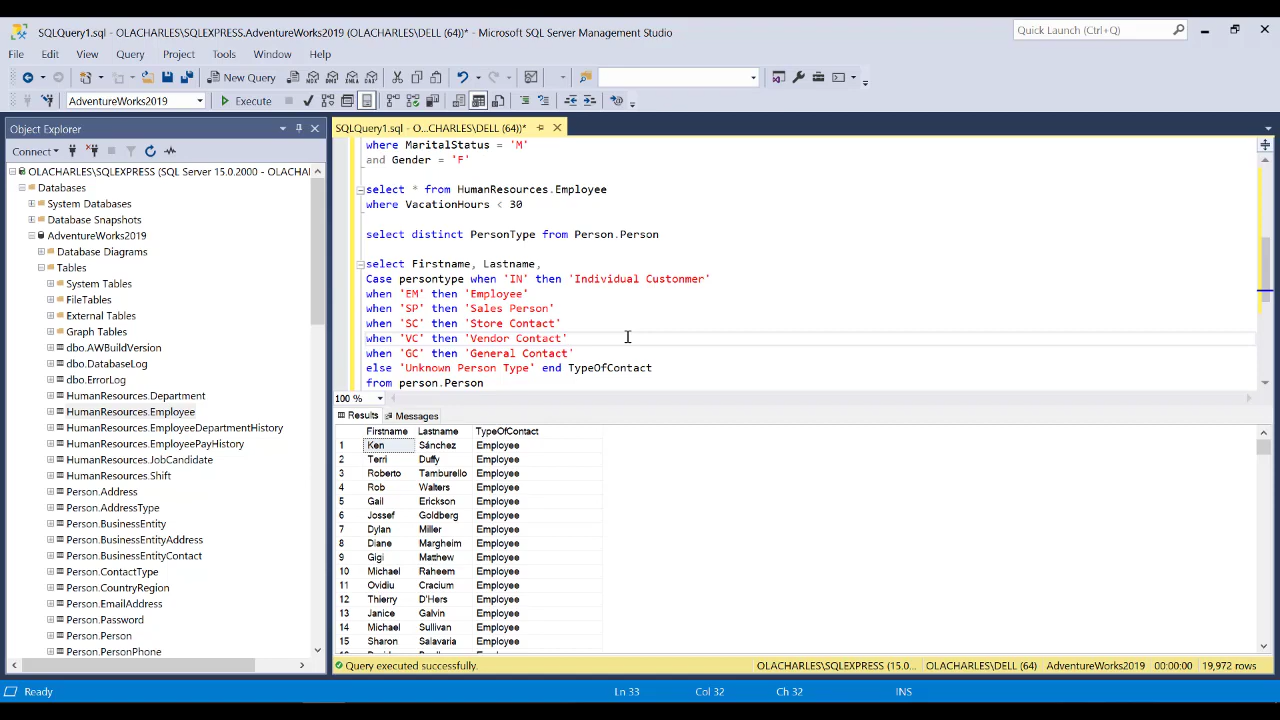 SQLQuery1.sql - OLACHARLES\SQLEXPRESS.AdventureWorks2019 (OLACHARLES\DELL (64))* - Microsoft SQL Server Management Studio
Quick Launch (Ctrl+Q)
File Edit View Query Project Tools Window Help
New Query
AdventureWorks2019 Execute
Object Explorer
SQLQuery1.sql - O...CHARLES\DELL (64))*
Connect
OLACHARLES\SQLEXPRESS (SQL Server 15.0.2000 - OLACHA
Databases
System Databases
Database Snapshots
AdventureWorks2019
Database Diagrams
Tables
System Tables
FileTables
External Tables
Graph Tables
dbo.AWBuildVersion
dbo.DatabaseLog
dbo.ErrorLog
HumanResources.Department
HumanResources.Employee
HumanResources.EmployeeDepartmentHistory
HumanResources.EmployeePayHistory
HumanResources.JobCandidate
HumanResources.Shift
Person.Address
Person.AddressType
Person.BusinessEntity
Person.BusinessEntityAddress
Person.BusinessEntityContact
Person.ContactType
Person.CountryRegion
Person.EmailAddress
Person.Password
Person.Person
Person.PersonPhone
where MaritalStatus = 'M'
and Gender = 'F'
select * from HumanResources.Employee
where VacationHours < 30
select distinct PersonType from Person.Person
select Firstname, Lastname,
Case persontype when 'IN' then 'Individual Custonmer'
when 'EM' then 'Employee'
when 'SP' then 'Sales Person'
when 'SC' then 'Store Contact'
when 'VC' then 'Vendor Contact'
when 'GC' then 'General Contact'
else 'Unknown Person Type' end TypeOfContact
from person.Person
100 %
Results Messages
Firstname Lastname TypeOfContact
1 Ken Sánchez Employee
2 Terri Duffy Employee
3 Roberto Tamburello Employee
4 Rob Walters Employee
5 Gail Erickson Employee
6 Jossef Goldberg Employee
7 Dylan Miller Employee
8 Diane Margheim Employee
9 Gigi Matthew Employee
10 Michael Raheem Employee
11 Ovidiu Cracium Employee
12 Thierry D'Hers Employee
13 Janice Galvin Employee
14 Michael Sullivan Employee
15 Sharon Salavaria Employee
Query executed successfully. OLACHARLES\SQLEXPRESS (15.0... OLACHARLES\DELL (64) AdventureWorks2019 00:00:00 19,972 rows
Ready Ln 33 Col 32 Ch 32 INS